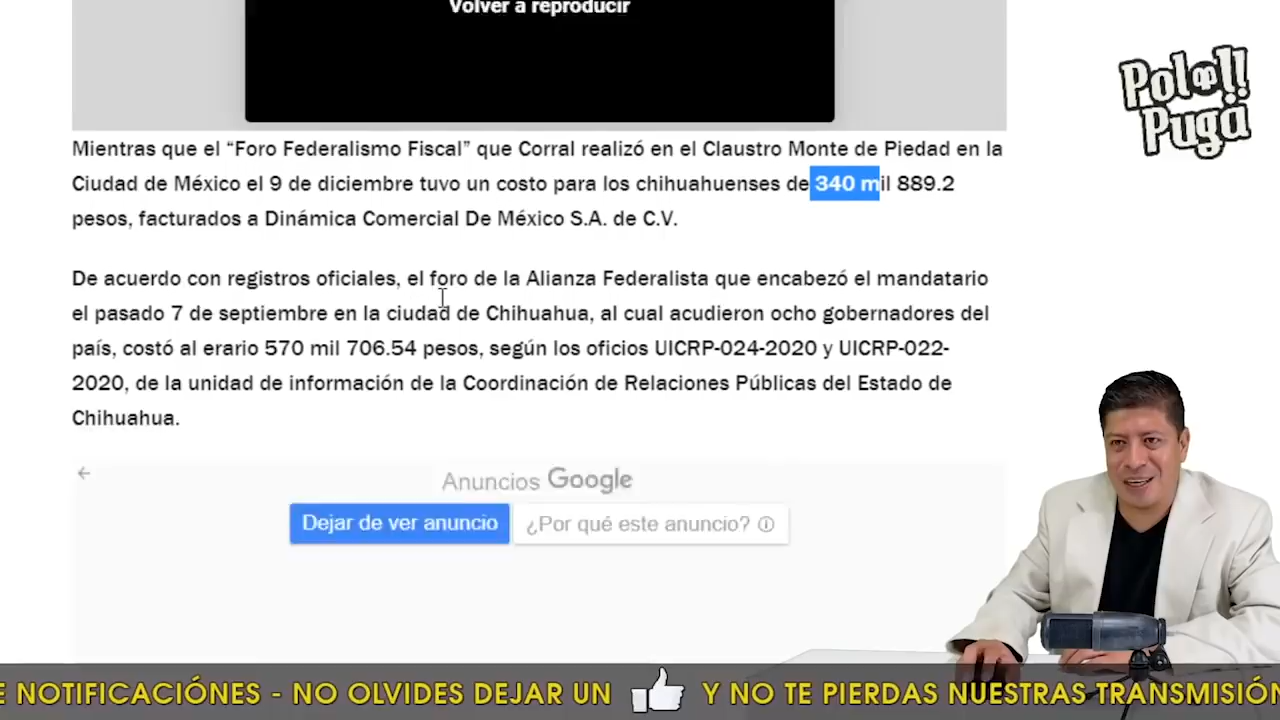 Volver a reproducir
Mientras que el “Foro Federalismo Fiscal” que Corral realizó en el Claustro Monte de Piedad en la
Ciudad de México el 9 de diciembre tuvo un costo para los chihuahuenses de 340 mil 889.2
pesos, facturados a Dinámica Comercial De México S.A. de C.V.
De acuerdo con registros oficiales, el foro de la Alianza Federalista que encabezó el mandatario
el pasado 7 de septiembre en la ciudad de Chihuahua, al cual acudieron ocho gobernadores del
país, costó al erario 570 mil 706.54 pesos, según los oficios UICRP-024-2020 y UICRP-022-
2020, de la unidad de información de la Coordinación de Relaciones Públicas del Estado de
Chihuahua.
Anuncios Google
Dejar de ver anuncio
¿Por qué este anuncio?
Pol
Puga
E NOTIFICACIÓNES - NO OLVIDES DEJAR UN Y NO TE PIERDAS NUESTRAS TRANSMISIÓN